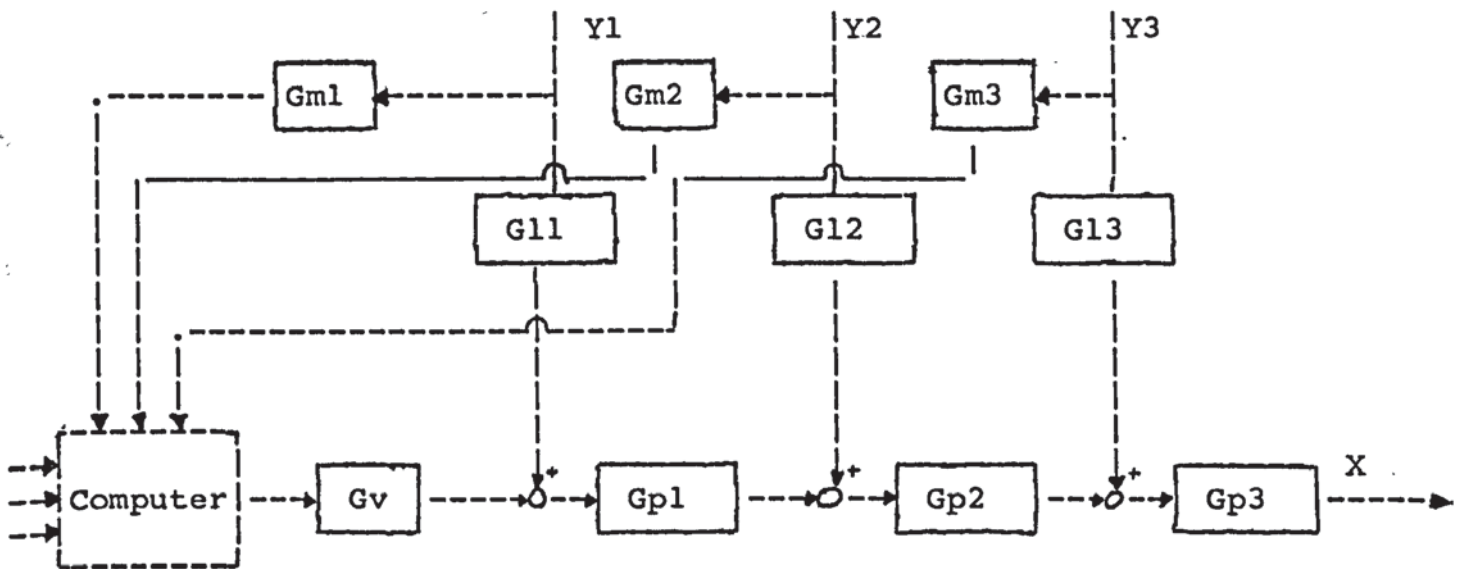 Y1
Y2
Y3
Gm1
Gm2
Gm3
Gl1
Gl2
Gl3
+
+
+
Computer
Gv
Gp1
Gp2
Gp3
X